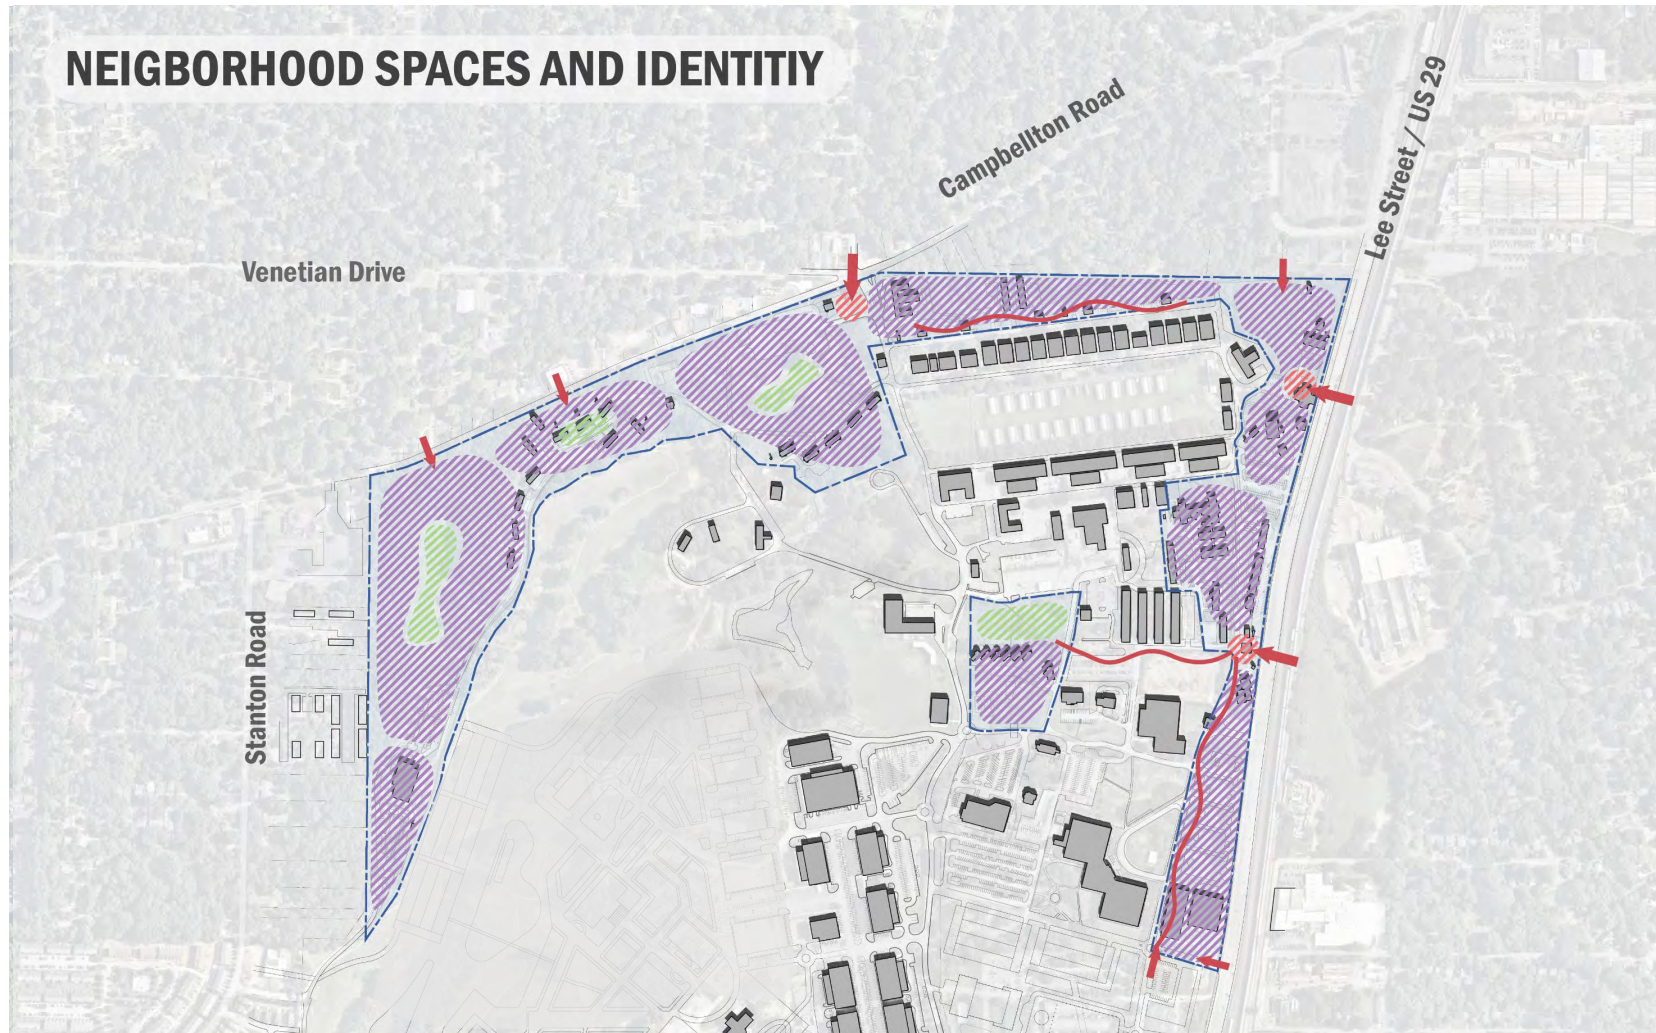 NEIGBORHOOD SPACES AND IDENTITIY
Campbellton Road
Lee Street / US 29
Venetian Drive
Stanton Road